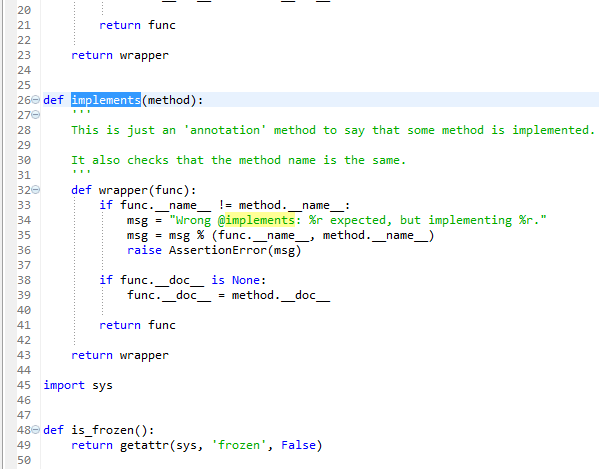 20
21 return func
22
23 return wrapper
24
25
26 def implements(method):
27 '''
28 This is just an 'annotation' method to say that some method is implemented.
29
30 It also checks that the method name is the same.
31 '''
32 def wrapper(func):
33 if func.__name__ != method.__name__:
34 msg = "Wrong @implements: %r expected, but implementing %r."
35 msg = msg % (func.__name__, method.__name__)
36 raise AssertionError(msg)
37
38 if func.__doc__ is None:
39 func.__doc__ = method.__doc__
40
41 return func
42
43 return wrapper
44
45 import sys
46
47
48 def is_frozen():
49 return getattr(sys, 'frozen', False)
50